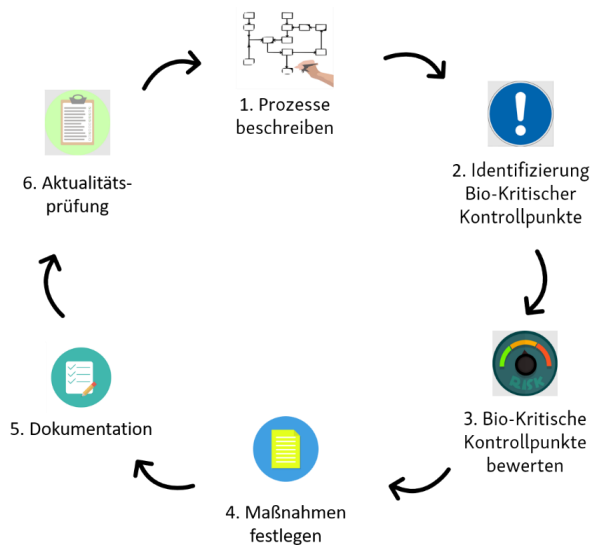 1. Prozesse
beschreiben
2. Identifizierung
Bio-Kritischer
Kontrollpunkte
RISK
3. Bio-Kritische
Kontrollpunkte
bewerten
4. Maßnahmen
festlegen
5. Dokumentation
6. Aktualitäts-
prüfung